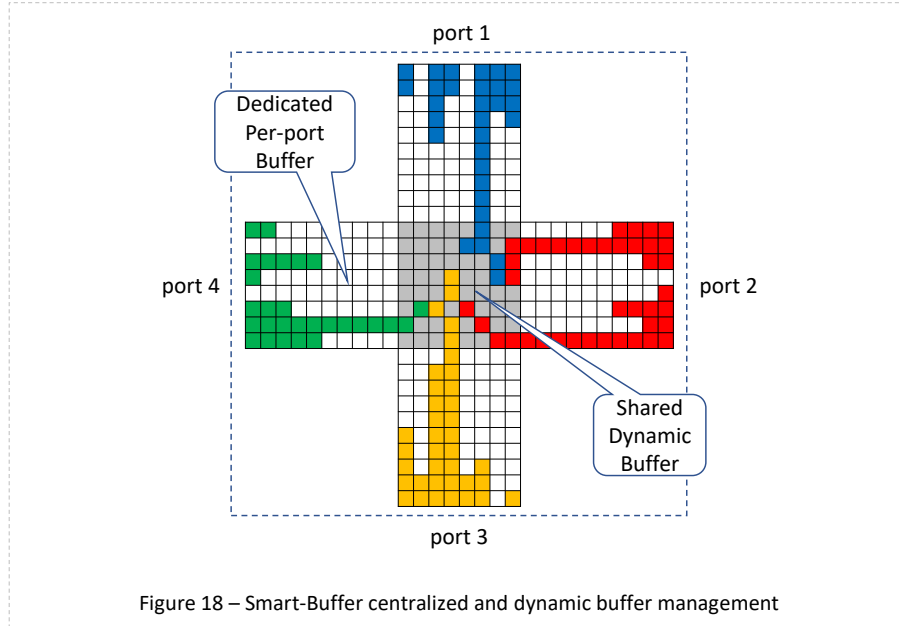 port 1
Dedicated
Per-port
Buffer
port 4
port 2
Shared
Dynamic
Buffer
port 3
Figure 18 – Smart-Buffer centralized and dynamic buffer management